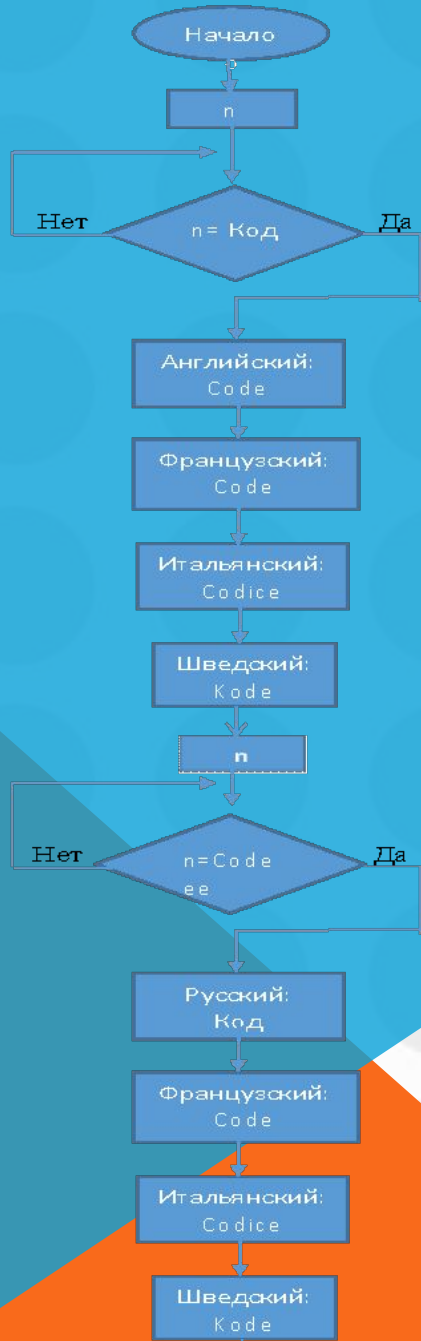 Начало
n
Нет
n= Код
Да
Английский:
Code
Французский:
Code
Итальянский:
Codice
Шведский:
Kode
n
Нет
n=Code
ee
Да
Русский:
Код
Французский:
Code
Итальянский:
Codice
Шведский:
Kode